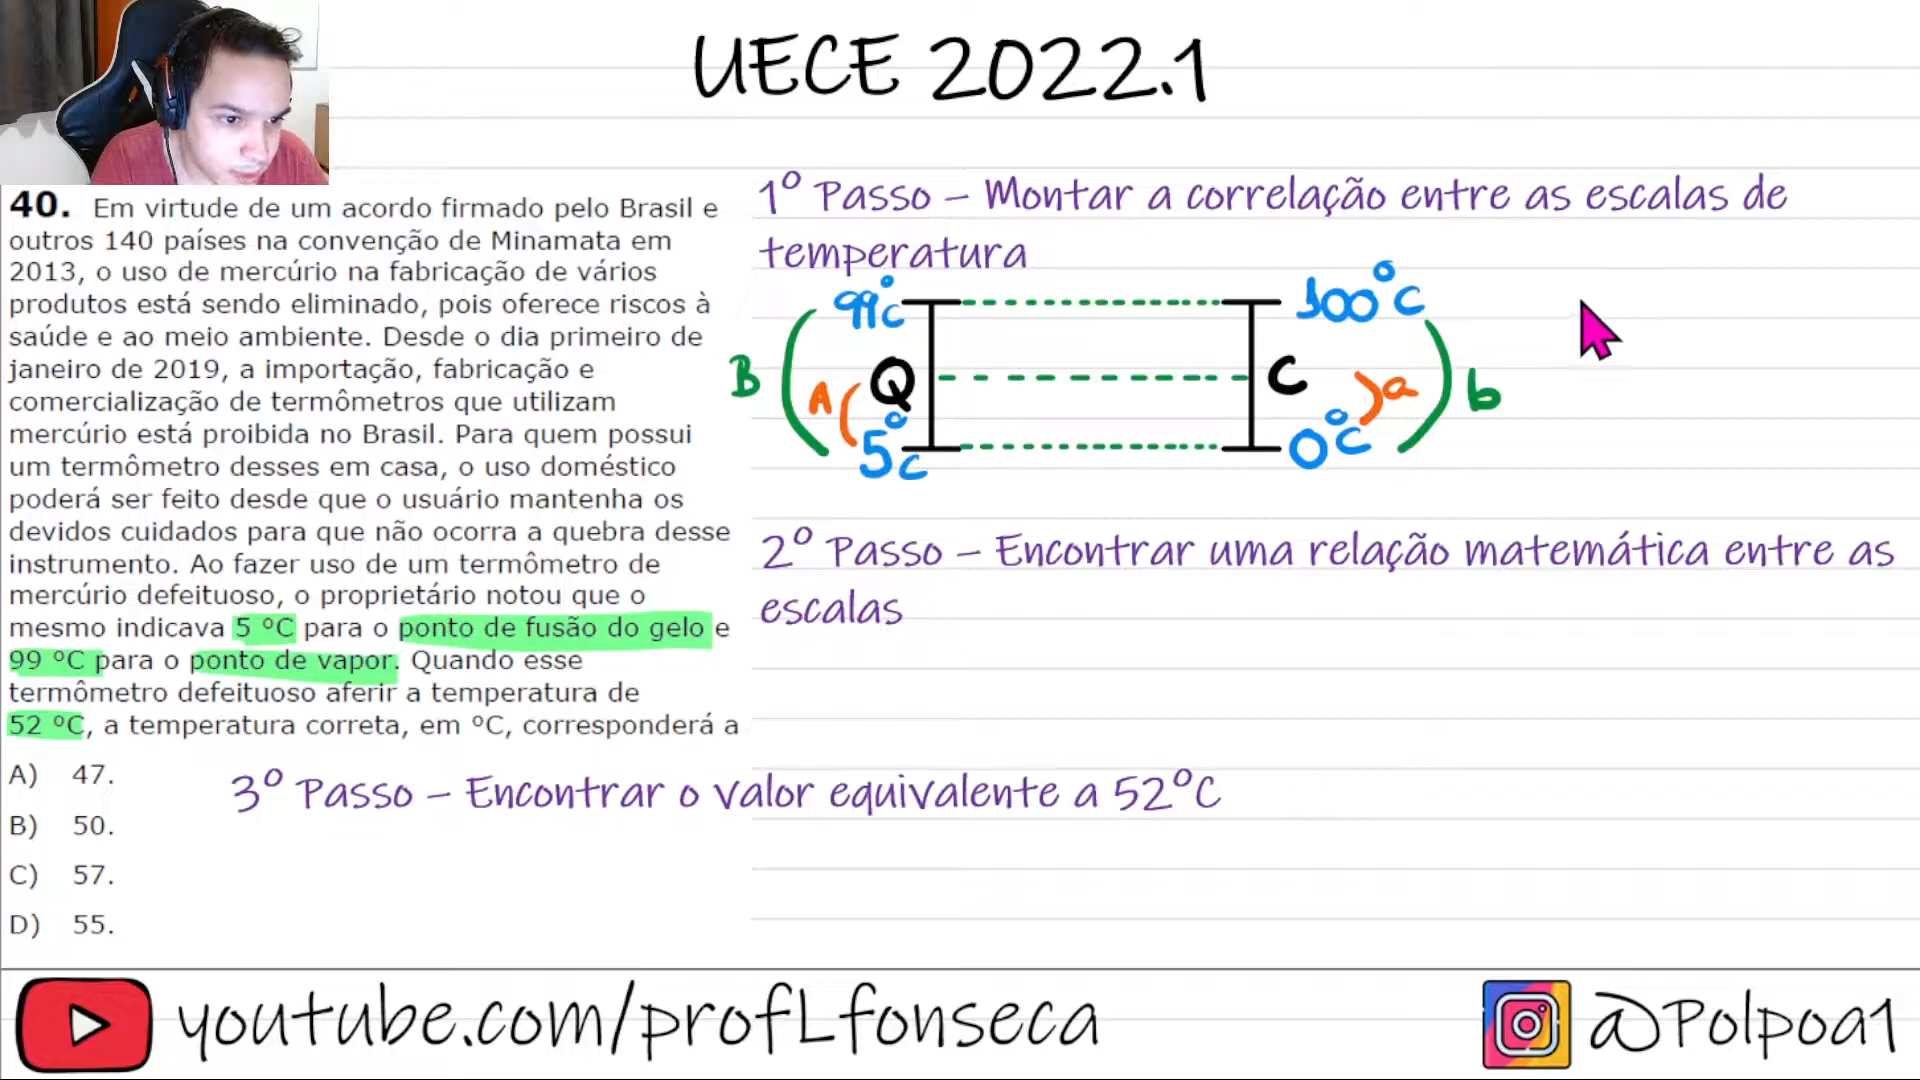 UECE 2022.1
40. Em virtude de um acordo firmado pelo Brasil e
outros 140 países na convenção de Minamata em
2013, o uso de mercúrio na fabricação de vários
produtos está sendo eliminado, pois oferece riscos à
saúde e ao meio ambiente. Desde o dia primeiro de
janeiro de 2019, a importação, fabricação e
comercialização de termômetros que utilizam
mercúrio está proibida no Brasil. Para quem possui
um termômetro desses em casa, o uso doméstico
poderá ser feito desde que o usuário mantenha os
devidos cuidados para que não ocorra a quebra desse
instrumento. Ao fazer uso de um termômetro de
mercúrio defeituoso, o proprietário notou que o
mesmo indicava 5 ºC para o ponto de fusão do gelo e
99 ºC para o ponto de vapor. Quando esse
termômetro defeituoso aferir a temperatura de
52 ºC, a temperatura correta, em ºC, corresponderá a
A) 47.
B) 50.
C) 57.
D) 55.
1º Passo – Montar a correlação entre as escalas de
temperatura
99°C 100°C
B A Q C a b
5°C 0°C
2º Passo – Encontrar uma relação matemática entre as
escalas
3º Passo – Encontrar o valor equivalente a 52ºC
youtube.com/profLfonseca
@Polpoa1